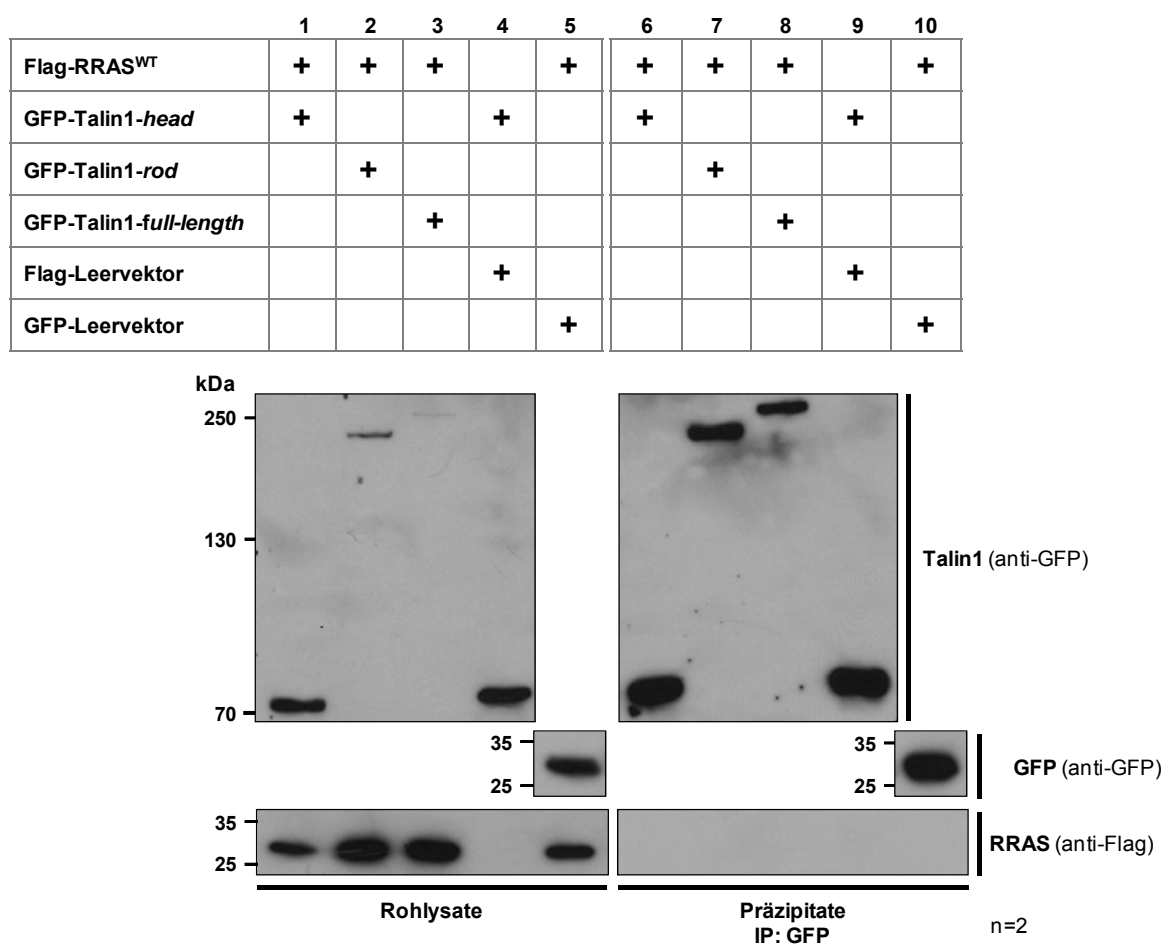 1 2 3 4 5 6 7 8 9 10
Flag-RRASWT + + + + + + + +
GFP-Talin1-head + + + +
GFP-Talin1-rod + +
GFP-Talin1-full-length + +
Flag-Leervektor + +
GFP-Leervektor + +
kDa
250
130
70
Talin1 (anti-GFP)
35 35
25 25
GFP (anti-GFP)
35
25
RRAS (anti-Flag)
Rohlysate Präzipitate
IP: GFP
n=2